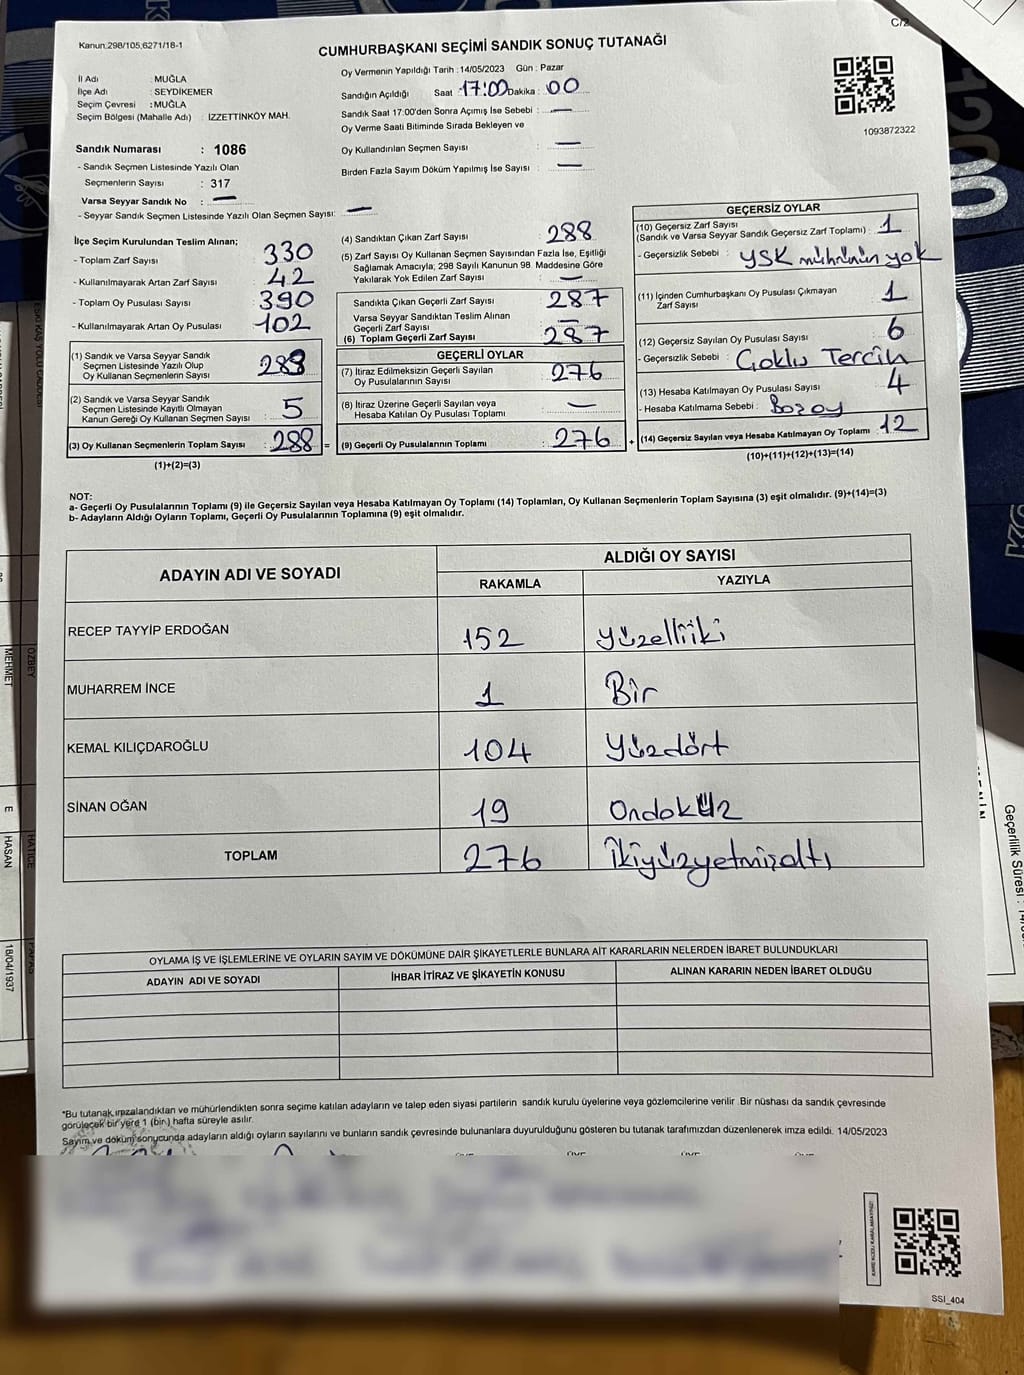 C/2
Kanun:298/105,6271/18-1
CUMHURBAŞKANI SEÇİMİ SANDIK SONUÇ TUTANAĞI
İl Adı : MUĞLA
İlçe Adı : SEYDİKEMER
Seçim Çevresi : MUĞLA
Seçim Bölgesi (Mahalle Adı) : İZZETTİNKÖY MAH.
Oy Vermenin Yapıldığı Tarih : 14/05/2023 Gün : Pazar
Sandığın Açıldığı Saat : 17:00 Dakika : 00
Sandık Saat 17:00'den Sonra Açımış İse Sebebi : —
Oy Verme Saati Bitiminde Sırada Bekleyen ve
Oy Kullandırılan Seçmen Sayısı : —
Birden Fazla Sayım Döküm Yapılmış İse Sayısı : —
1093872322
Sandık Numarası : 1086
- Sandık Seçmen Listesinde Yazılı Olan
Seçmenlerin Sayısı : 317
Varsa Seyyar Sandık No : —
- Seyyar Sandık Seçmen Listesinde Yazılı Olan Seçmen Sayısı: —
İlçe Seçim Kurulundan Teslim Alınan;
- Toplam Zarf Sayısı 330
- Kullanılmayarak Artan Zarf Sayısı 42
- Toplam Oy Pusulası Sayısı 390
- Kullanılmayarak Artan Oy Pusulası 102
(1) Sandık ve Varsa Seyyar Sandık
Seçmen Listesinde Yazılı Olup
Oy Kullanan Seçmenlerin Sayısı
(2) Sandık ve Varsa Seyyar Sandık
Seçmen Listesinde Kayıtlı Olmayan
Kanun Gereği Oy Kullanan Seçmen Sayısı : 5
(3) Oy Kullanan Seçmenlerin Toplam Sayısı : 288 =
(1)+(2)=(3)
(4) Sandıktan Çıkan Zarf Sayısı 288
(5) Zarf Sayısı Oy Kullanan Seçmen Sayısından Fazla İse, Eşitliği
Sağlamak Amacıyla; 298 Sayılı Kanunun 98. Maddesine Göre
Yakılarak Yok Edilen Zarf Sayısı : —
Sandıkta Çıkan Geçerli Zarf Sayısı 287
Varsa Seyyar Sandıktan Teslim Alınan
Geçerli Zarf Sayısı —
(6) Toplam Geçerli Zarf Sayısı : 287
GEÇERLİ OYLAR
(7) İtiraz Edilmeksizin Geçerli Sayılan
Oy Pusulalarının Sayısı : 276
(8) İtiraz Üzerine Geçerli Sayılan veya
Hesaba Katılan Oy Pusulası Toplamı : —
(9) Geçerli Oy Pusulalarının Toplamı : 276 +
GEÇERSİZ OYLAR
(10) Geçersiz Zarf Sayısı
(Sandık ve Varsa Seyyar Sandık Geçersiz Zarf Toplamı) : 1
- Geçersizlik Sebebi : YSK mührünün yok
(11) İçinden Cumhurbaşkanı Oy Pusulası Çıkmayan
Zarf Sayısı 1
(12) Geçersiz Sayılan Oy Pusulası Sayısı : 6
- Geçersizlik Sebebi : Çoklu Tercih
(13) Hesaba Katılmayan Oy Pusulası Sayısı 4
- Hesaba Katılmama Sebebi : Boş oy
(14) Geçersiz Sayılan veya Hesaba Katılmayan Oy Toplamı : 12
(10)+(11)+(12)+(13)=(14)
NOT:
a- Geçerli Oy Pusulalarının Toplamı (9) ile Geçersiz Sayılan veya Hesaba Katılmayan Oy Toplamı (14) Toplamları, Oy Kullanan Seçmenlerin Toplam Sayısına (3) eşit olmalıdır. (9)+(14)=(3)
b- Adayların Aldığı Oyların Toplamı, Geçerli Oy Pusulalarının Toplamına (9) eşit olmalıdır.
ADAYIN ADI VE SOYADI
ALDIĞI OY SAYISI
RAKAMLA YAZIYLA
RECEP TAYYİP ERDOĞAN 152 Yüzelliiki
MUHARREM İNCE 1 Bir
KEMAL KILIÇDAROĞLU 104 Yüzdört
SİNAN OĞAN 19 Ondokuz
TOPLAM 276 İkiyüzyetmişaltı
OYLAMA İŞ VE İŞLEMLERİNE VE OYLARIN SAYIM VE DÖKÜMÜNE DAİR ŞİKAYETLERLE BUNLARA AİT KARARLARIN NELERDEN İBARET BULUNDUKLARI
ADAYIN ADI VE SOYADI İHBAR İTİRAZ VE ŞİKAYETİN KONUSU ALINAN KARARIN NEDEN İBARET OLDUĞU
*Bu tutanak imzalandıktan ve mühürlendikten sonra seçime katılan adayların ve talep eden siyasi partilerin sandık kurulu üyelerine veya gözlemcilerine verilir. Bir nüshası da sandık çevresinde
görülecek bir yere 1 (bir) hafta süreyle asılır.
Sayım ve döküm sonucunda adayların aldığı oyların sayılarını ve bunların sandık çevresinde bulunanlara duyurulduğunu gösteren bu tutanak tarafımızdan düzenlenerek imza edildi. 14/05/2023
SSİ_404
MEHMET
ÖZBEY
E
HASAN
HATİCE
18/04/1937
Geçerlilik Süresi :